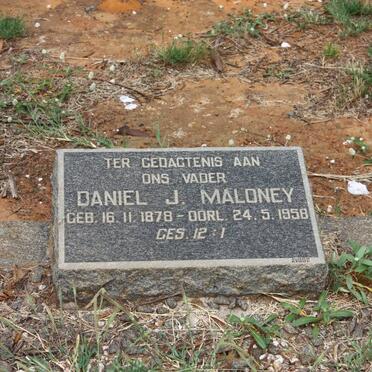 TER GEDAGTENIS AAN
ONS VADER
DANIEL J. MALONEY
GEB. 16.11.1878 - OORL. 24.5.1958
GES. 12:1